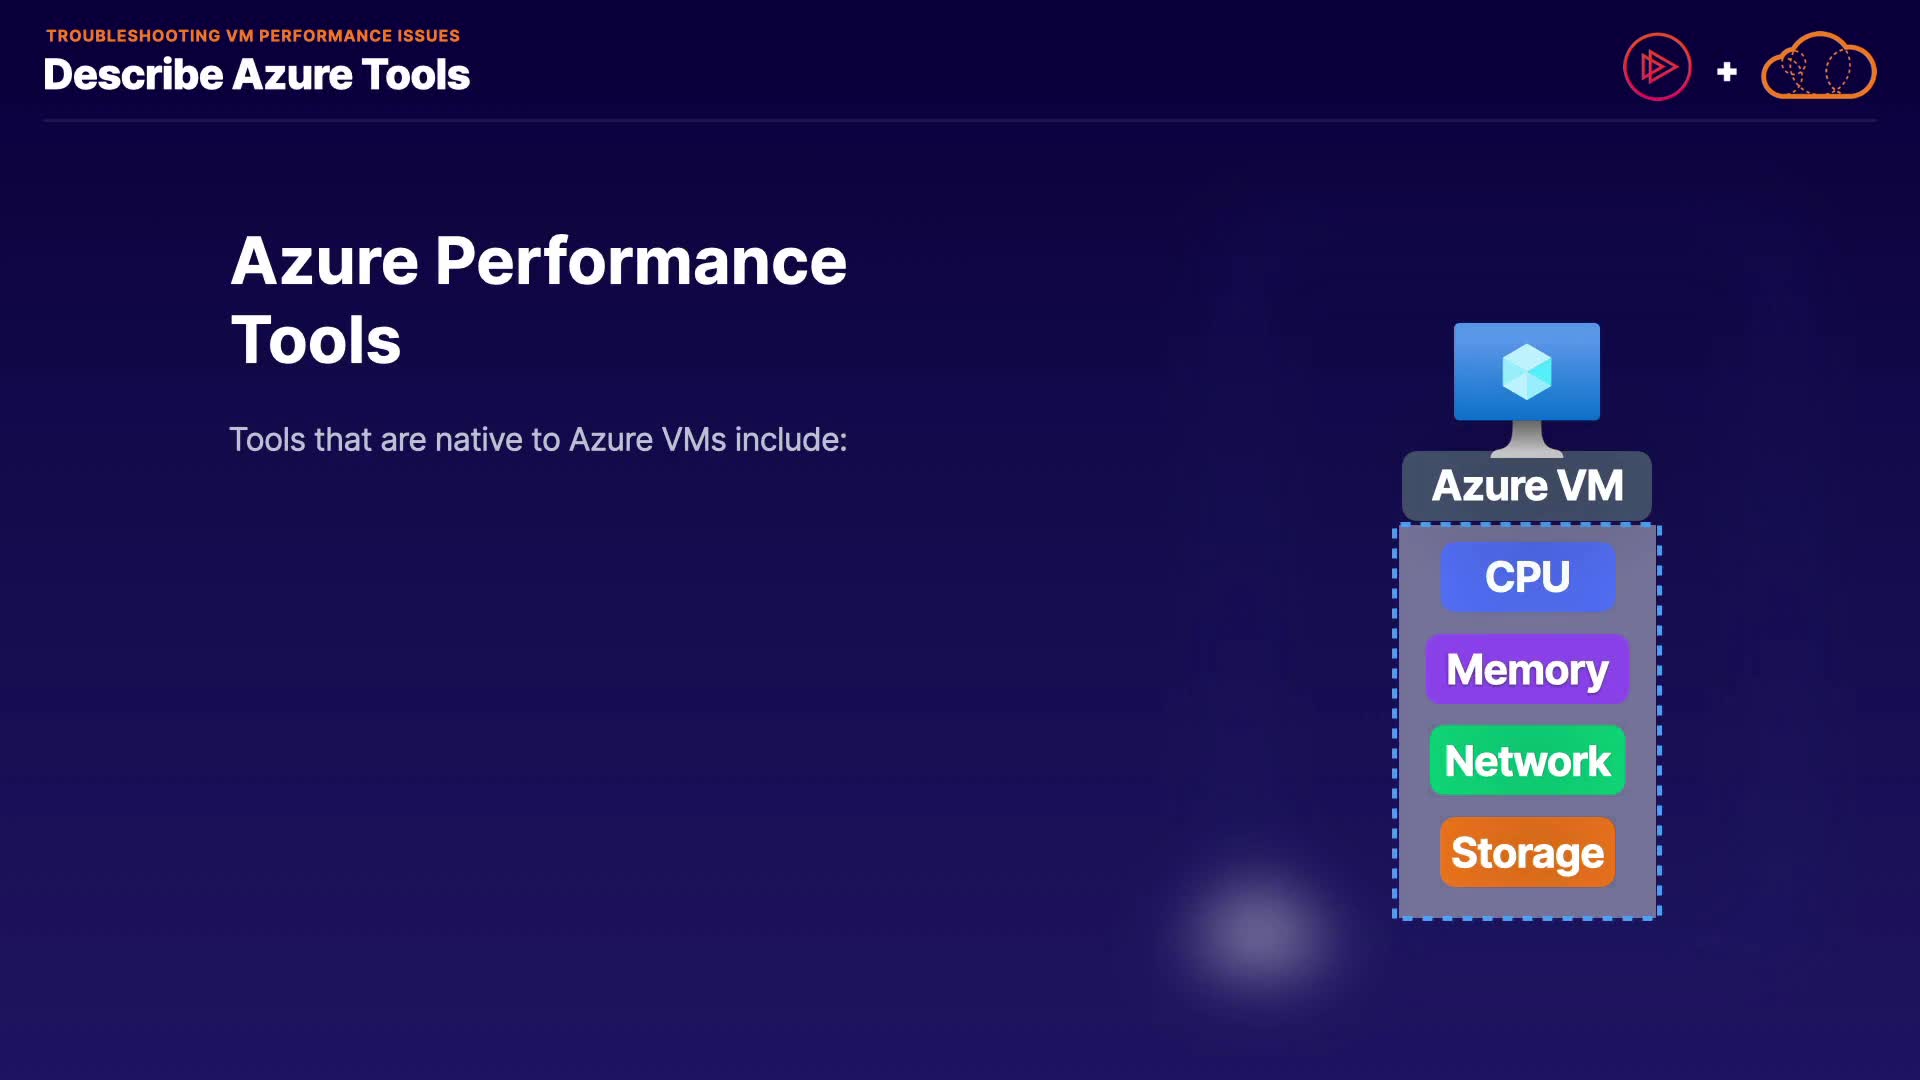 TROUBLESHOOTING VM PERFORMANCE ISSUES
Describe Azure Tools
+
Azure Performance
Tools
Tools that are native to Azure VMs include:
Azure VM
CPU
Memory
Network
Storage